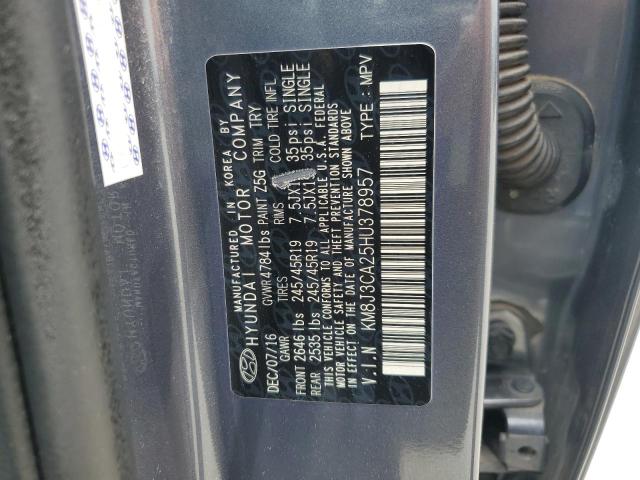 MANUFACTURED IN KOREA BY
HYUNDAI MOTOR COMPANY
DEC/07/16 GVWR 4784 lbs PAINT Z5G TRIM TRY
GAWR TIRES RIMS COLD TIRE INFL
FRONT 2646 lbs 245/45R19 7.5JX1 35psi SINGLE
REAR 2535 lbs 245/45R19 7.5JX1 35psi SINGLE
THIS VEHICLE CONFORMS TO ALL APPLICABLE U.S.A. FEDERAL
MOTOR VEHICLE SAFETY AND THEFT PREVENTION STANDARDS
IN EFFECT ON THE DATE OF MANUFACTURE SHOWN ABOVE
V.I.N KM8J3CA25HU378957 TYPE : MPV